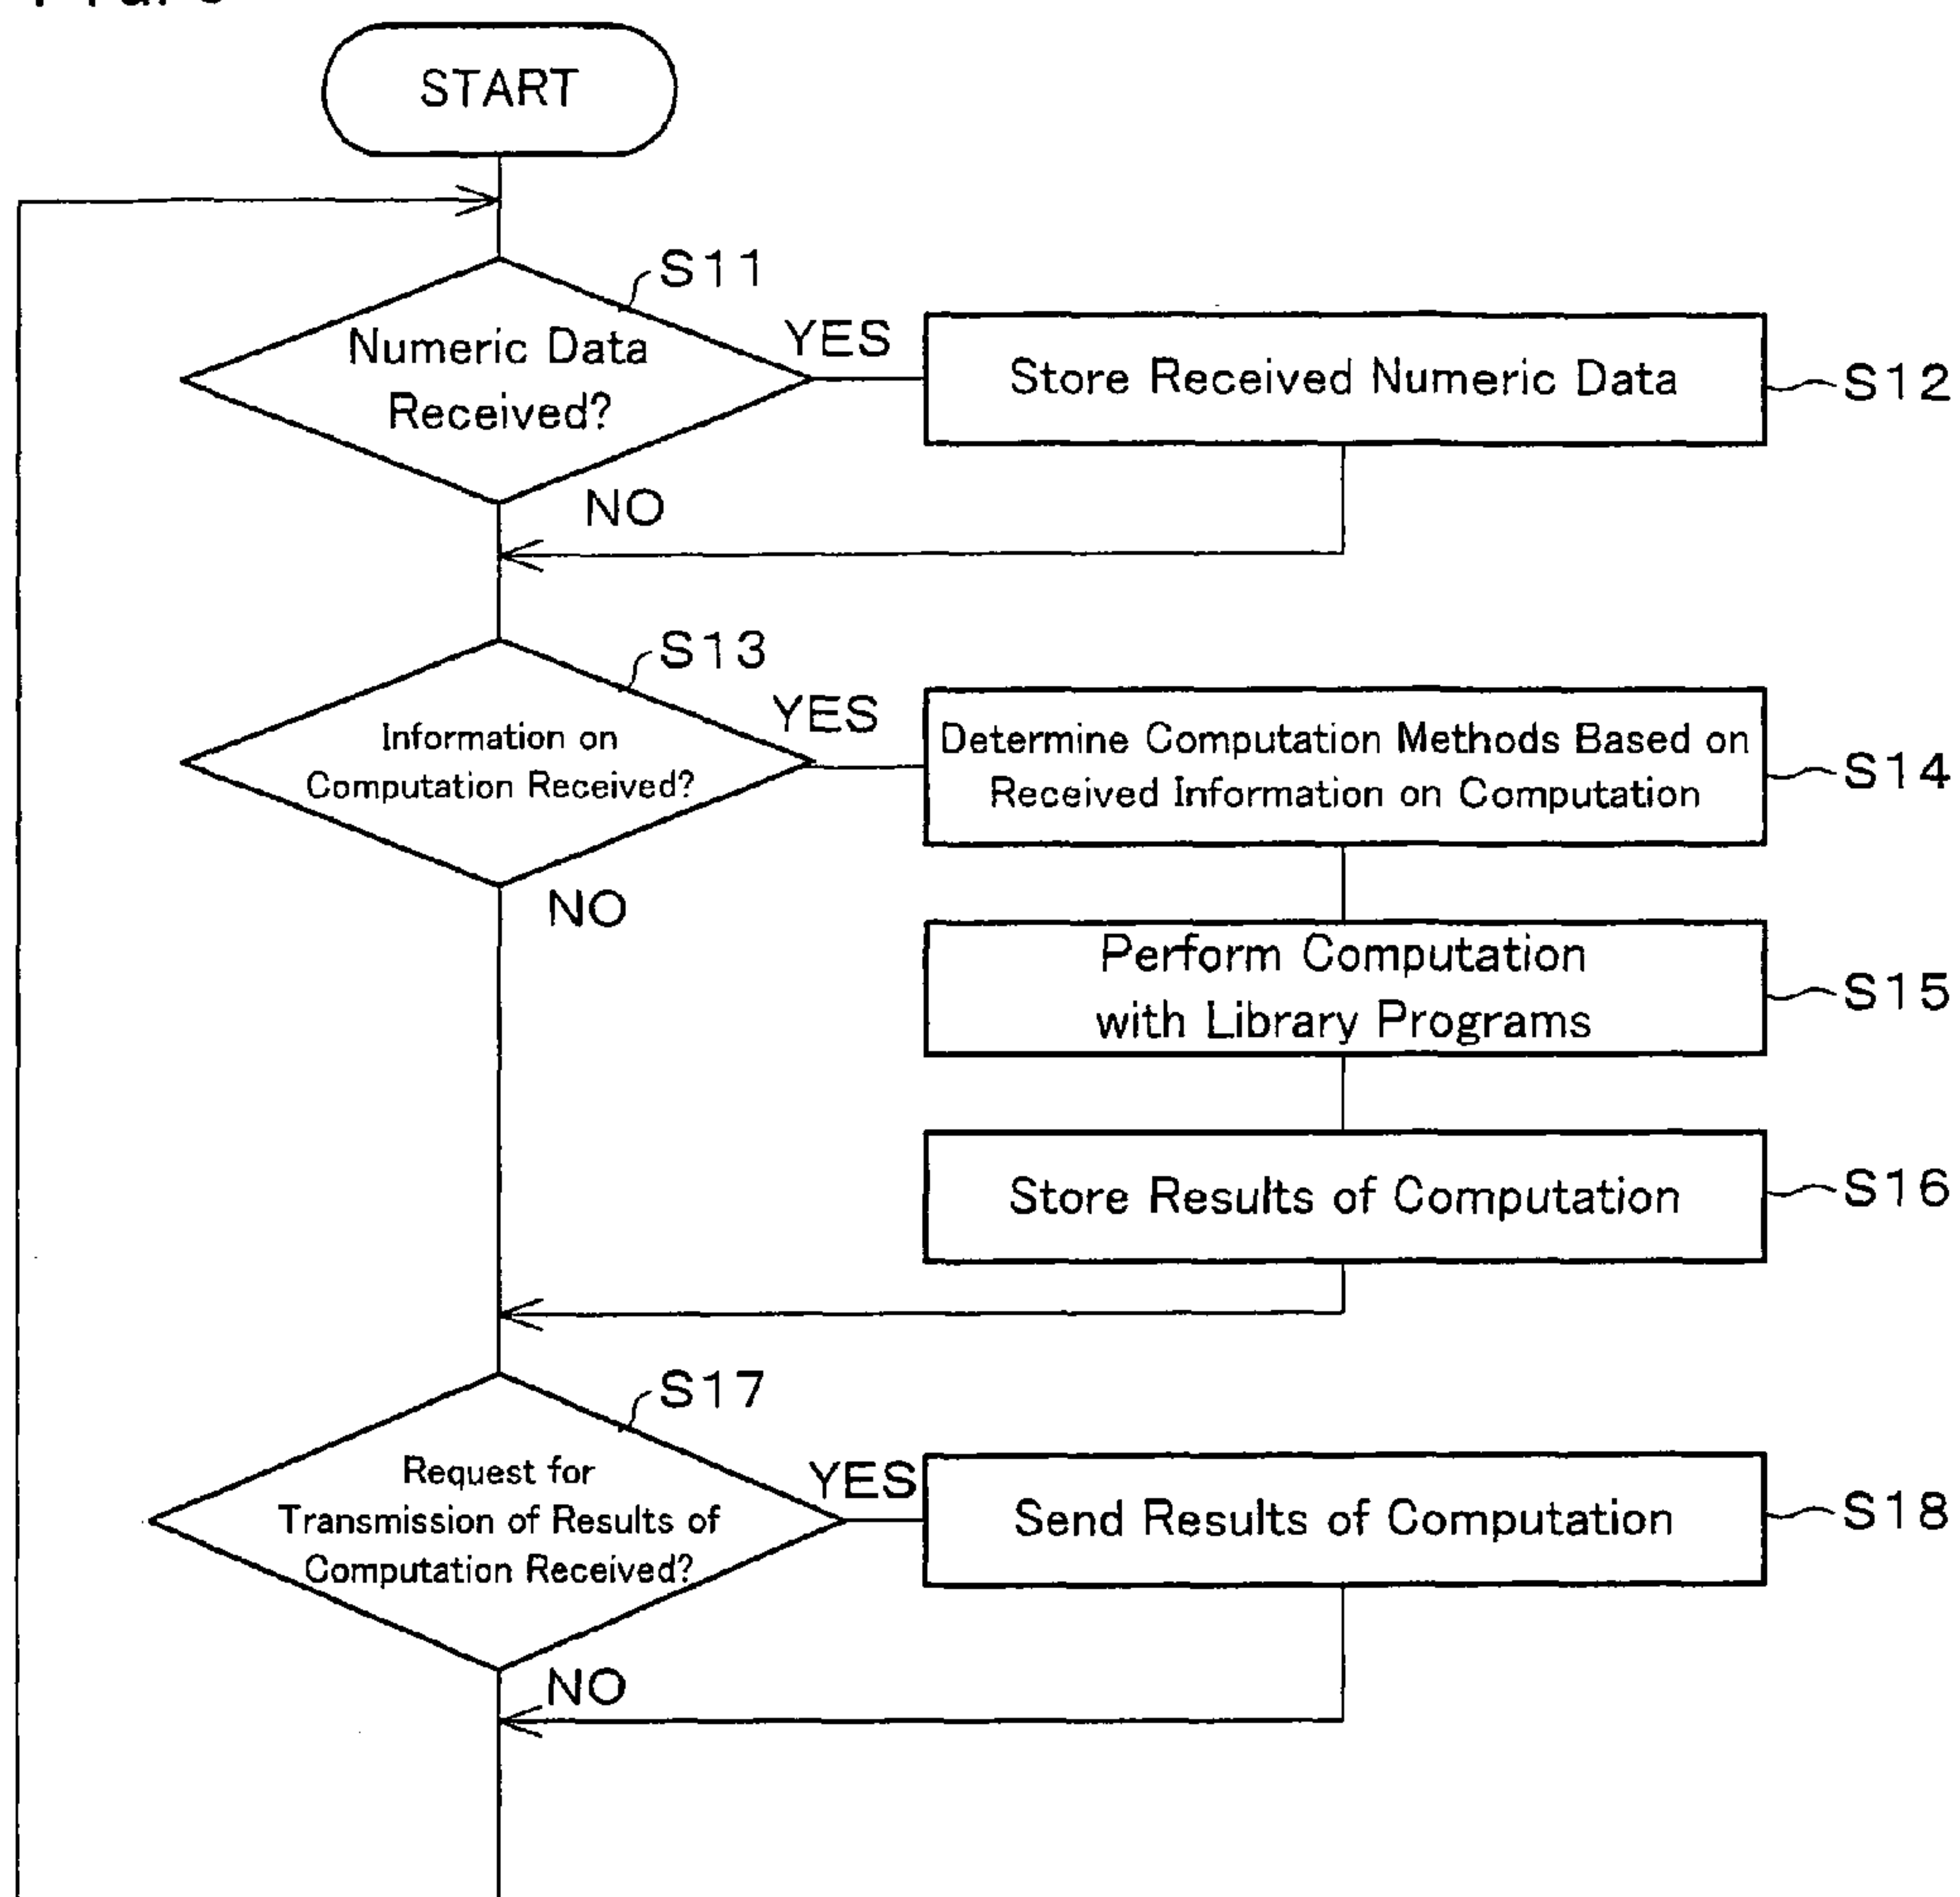 START
S11
Numeric Data
Received?
YES
Store Received Numeric Data
S12
NO
S13
Information on
Computation Received?
YES
Determine Computation Methods Based on
Received Information on Computation
S14
NO
Perform Computation
with Library Programs
S15
Store Results of Computation
S16
S17
Request for
Transmission of Results of
Computation Received?
YES
Send Results of Computation
S18
NO